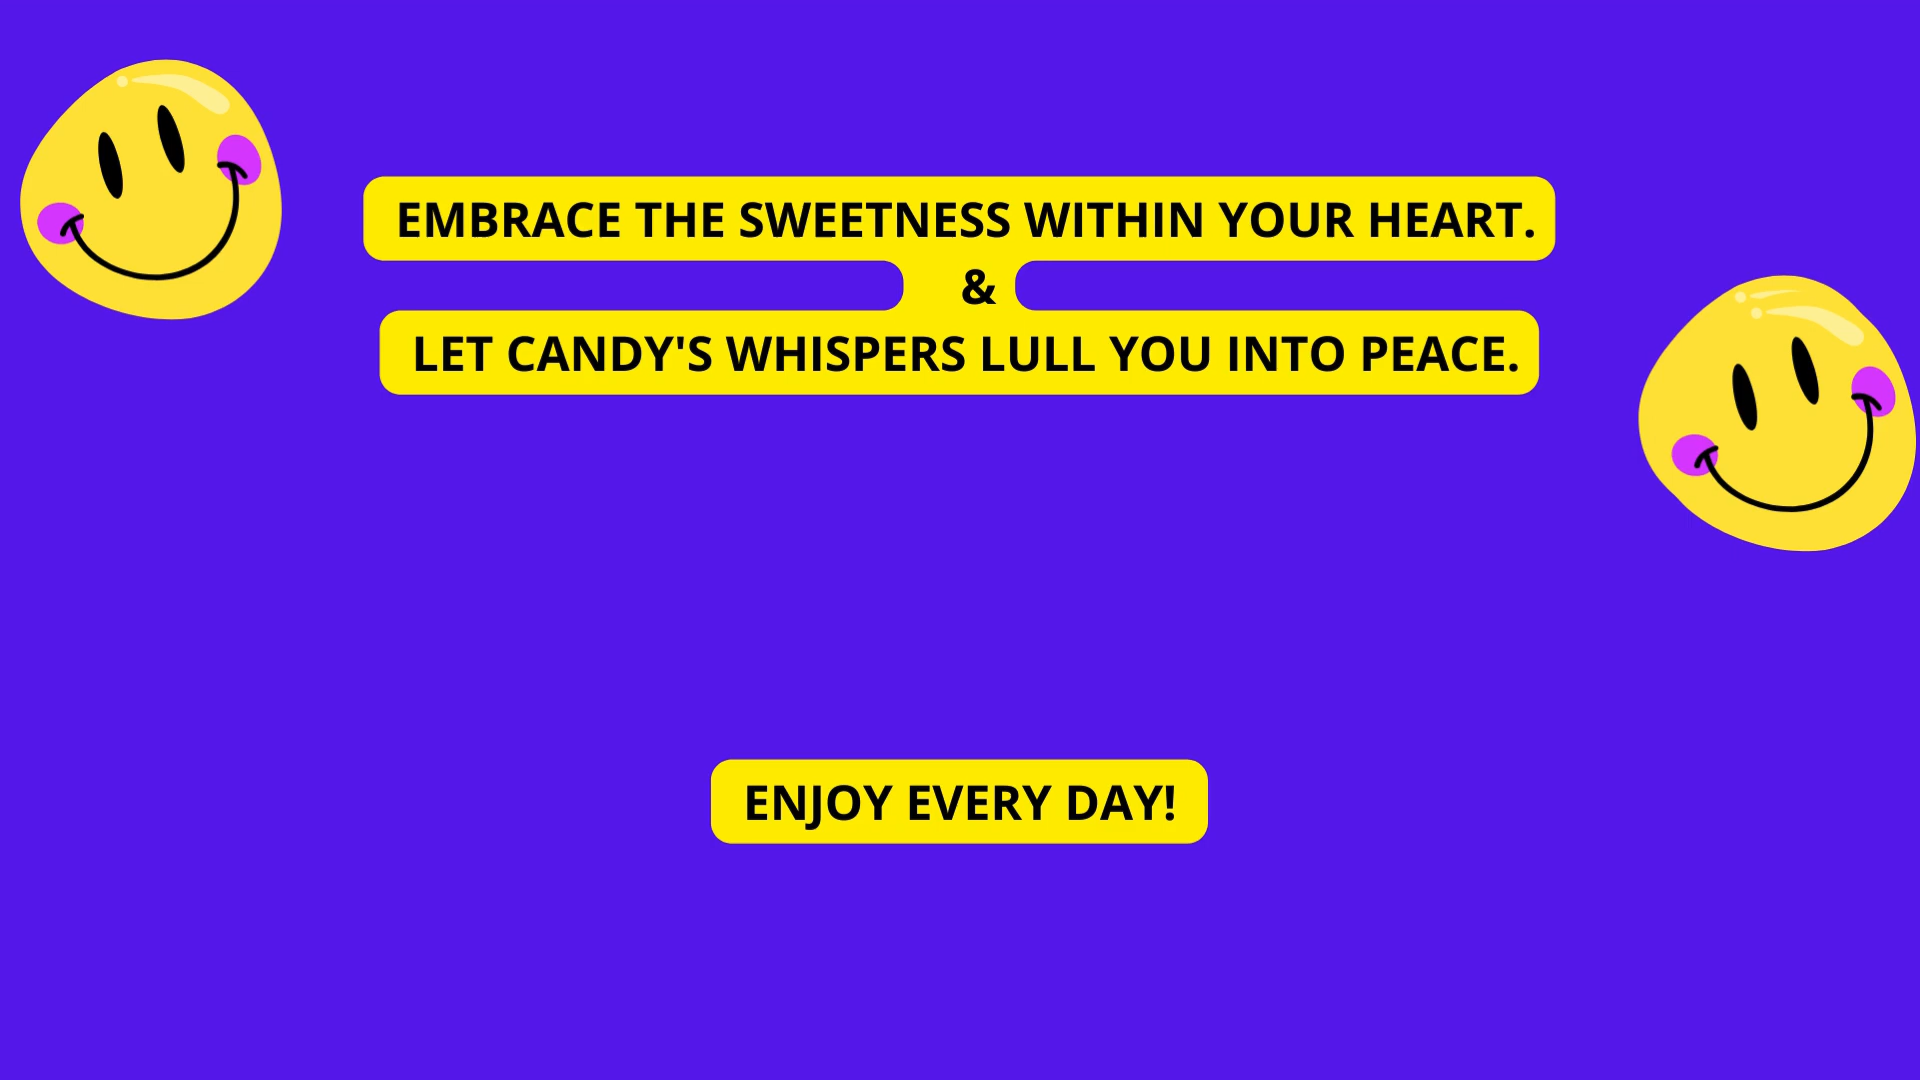 EMBRACE THE SWEETNESS WITHIN YOUR HEART.
&
LET CANDY'S WHISPERS LULL YOU INTO PEACE.
ENJOY EVERY DAY!